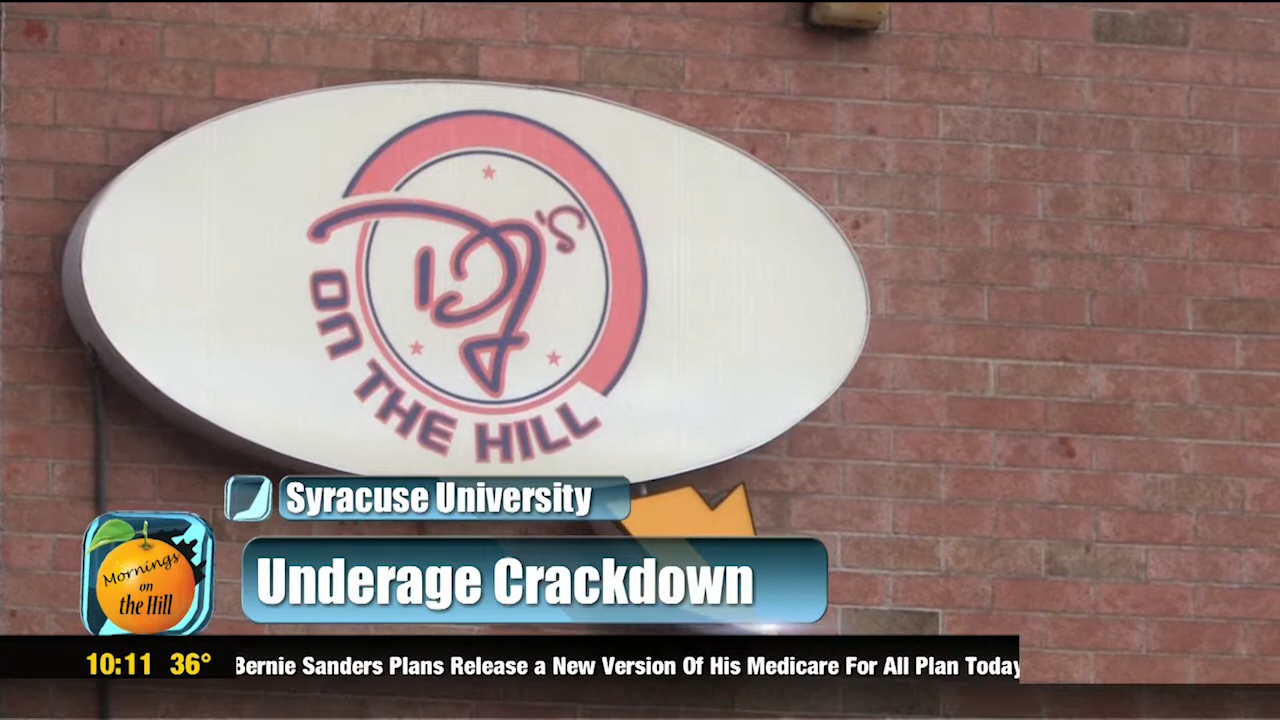 DJ's
ON THE HILL
Syracuse University
Underage Crackdown
Mornings
on
the Hill
10:11 36° Bernie Sanders Plans Release a New Version Of His Medicare For All Plan Today